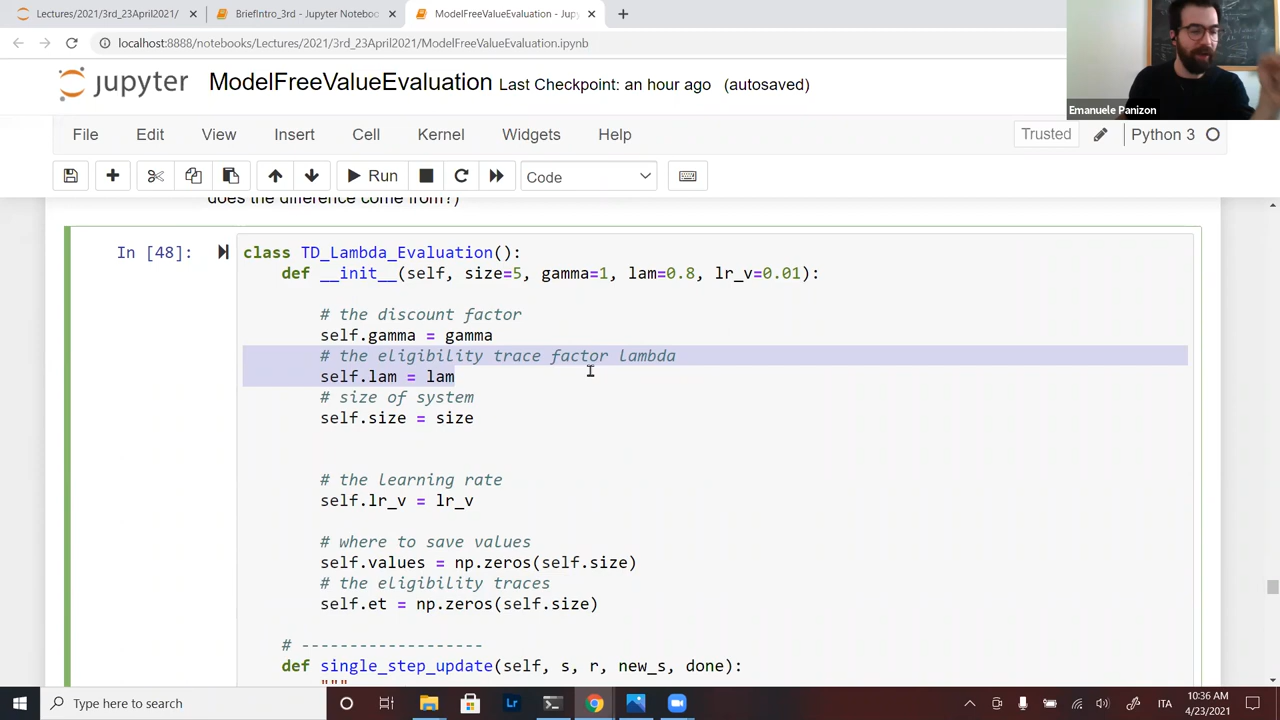 Lectures/2021/3rd_23April2021/
BriefIntro_3rd - Jupyter Noteboo
ModelFreeValueEvaluation - Jup
localhost:8888/notebooks/Lectures/2021/3rd_23April2021/ModelFreeValueEvaluation.ipynb
jupyter ModelFreeValueEvaluation Last Checkpoint: an hour ago (autosaved)
Emanuele Panizon
File Edit View Insert Cell Kernel Widgets Help Trusted Python 3
Run Code
does the difference come from?)
In [48]: class TD_Lambda_Evaluation():
def __init__(self, size=5, gamma=1, lam=0.8, lr_v=0.01):
# the discount factor
self.gamma = gamma
# the eligibility trace factor lambda
self.lam = lam
# size of system
self.size = size
# the learning rate
self.lr_v = lr_v
# where to save values
self.values = np.zeros(self.size)
# the eligibility traces
self.et = np.zeros(self.size)
# -------------------
def single_step_update(self, s, r, new_s, done):
"""
Type here to search
ITA
10:36 AM
4/23/2021